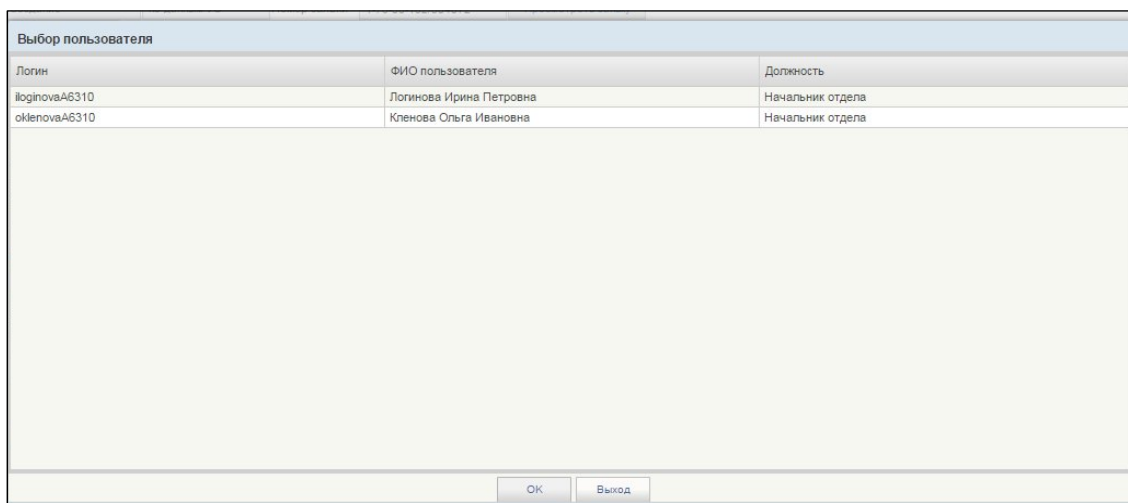 Выбор пользователя
Логин ФИО пользователя Должность
iloginovaA6310 Логинова Ирина Петровна Начальник отдела
oklenovaA6310 Кленова Ольга Ивановна Начальник отдела
OK Выход